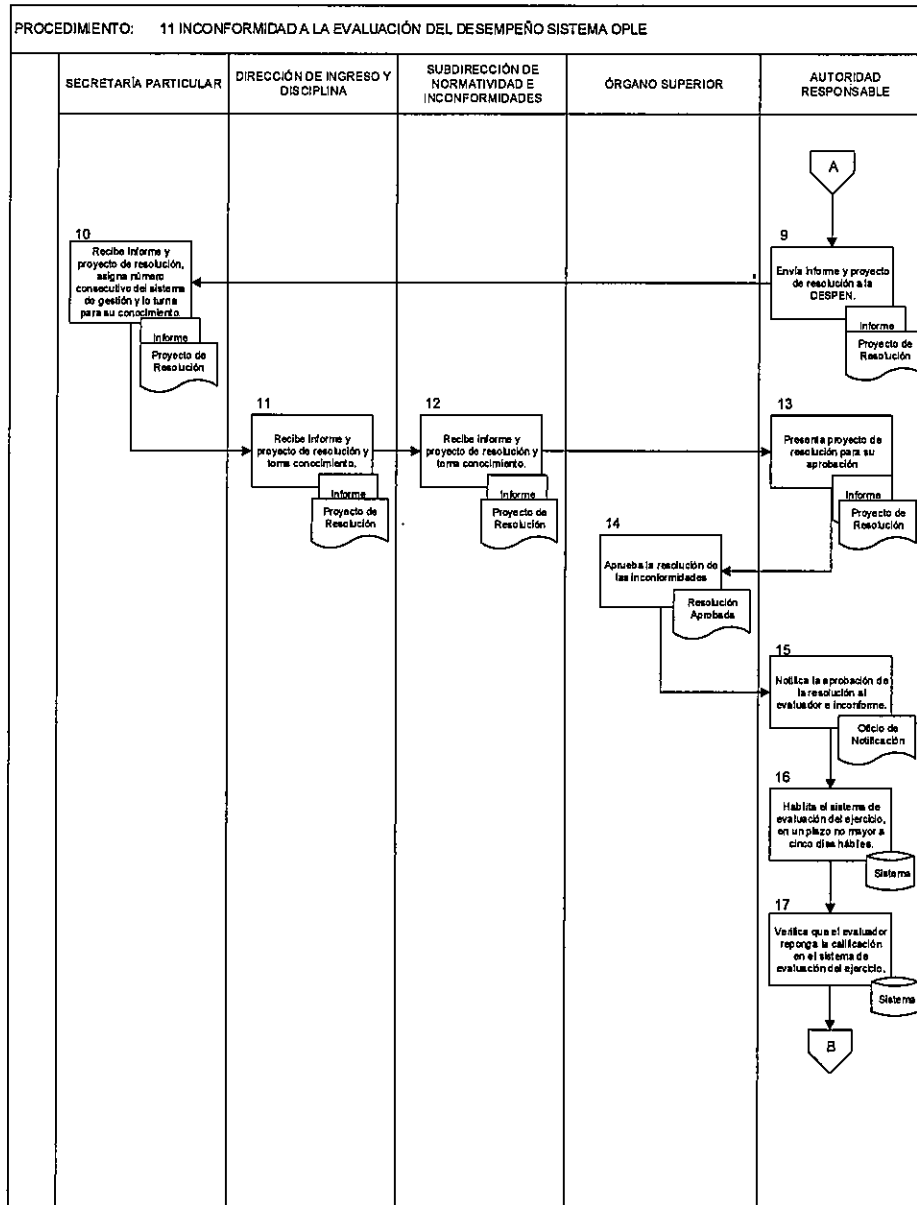 PROCEDIMIENTO: 11 INCONFORMIDAD A LA EVALUACIÓN DEL DESEMPEÑO SISTEMA OPLE
SECRETARÍA PARTICULAR
DIRECCIÓN DE INGRESO Y
DISCIPLINA
SUBDIRECCIÓN DE
NORMATIVIDAD E
INCONFORMIDADES
ÓRGANO SUPERIOR
AUTORIDAD
RESPONSABLE
A
9
Envía informe y proyecto
de resolución a la
DESPEN.
Informe
Proyecto de
Resolución
10
Recibe Informe y
proyecto de resolución,
asigna número
consecutivo del sistema
de gestión y lo turna
para su conocimiento.
Informe
Proyecto de
Resolución
11
Recibe Informe y
proyecto de resolución y
toma conocimiento.
Informe
Proyecto de
Resolución
12
Recibe informe y
proyecto de resolución y
toma conocimiento.
Informe
Proyecto de
Resolución
13
Presenta proyecto de
resolución para su
aprobación
Informe
Proyecto de
Resolución
14
Aprueba la resolución de
las inconformidades
Resolución
Aprobada
15
Notifica la aprobación de
la resolución al
evaluador e inconforme.
Oficio de
Notificación
16
Habilita el sistema de
evaluación del ejercicio,
en un plazo no mayor a
cinco días hábiles.
Sistema
17
Verifica que el evaluador
reponga la calificación
en el sistema de
evaluación del ejercicio.
Sistema
B